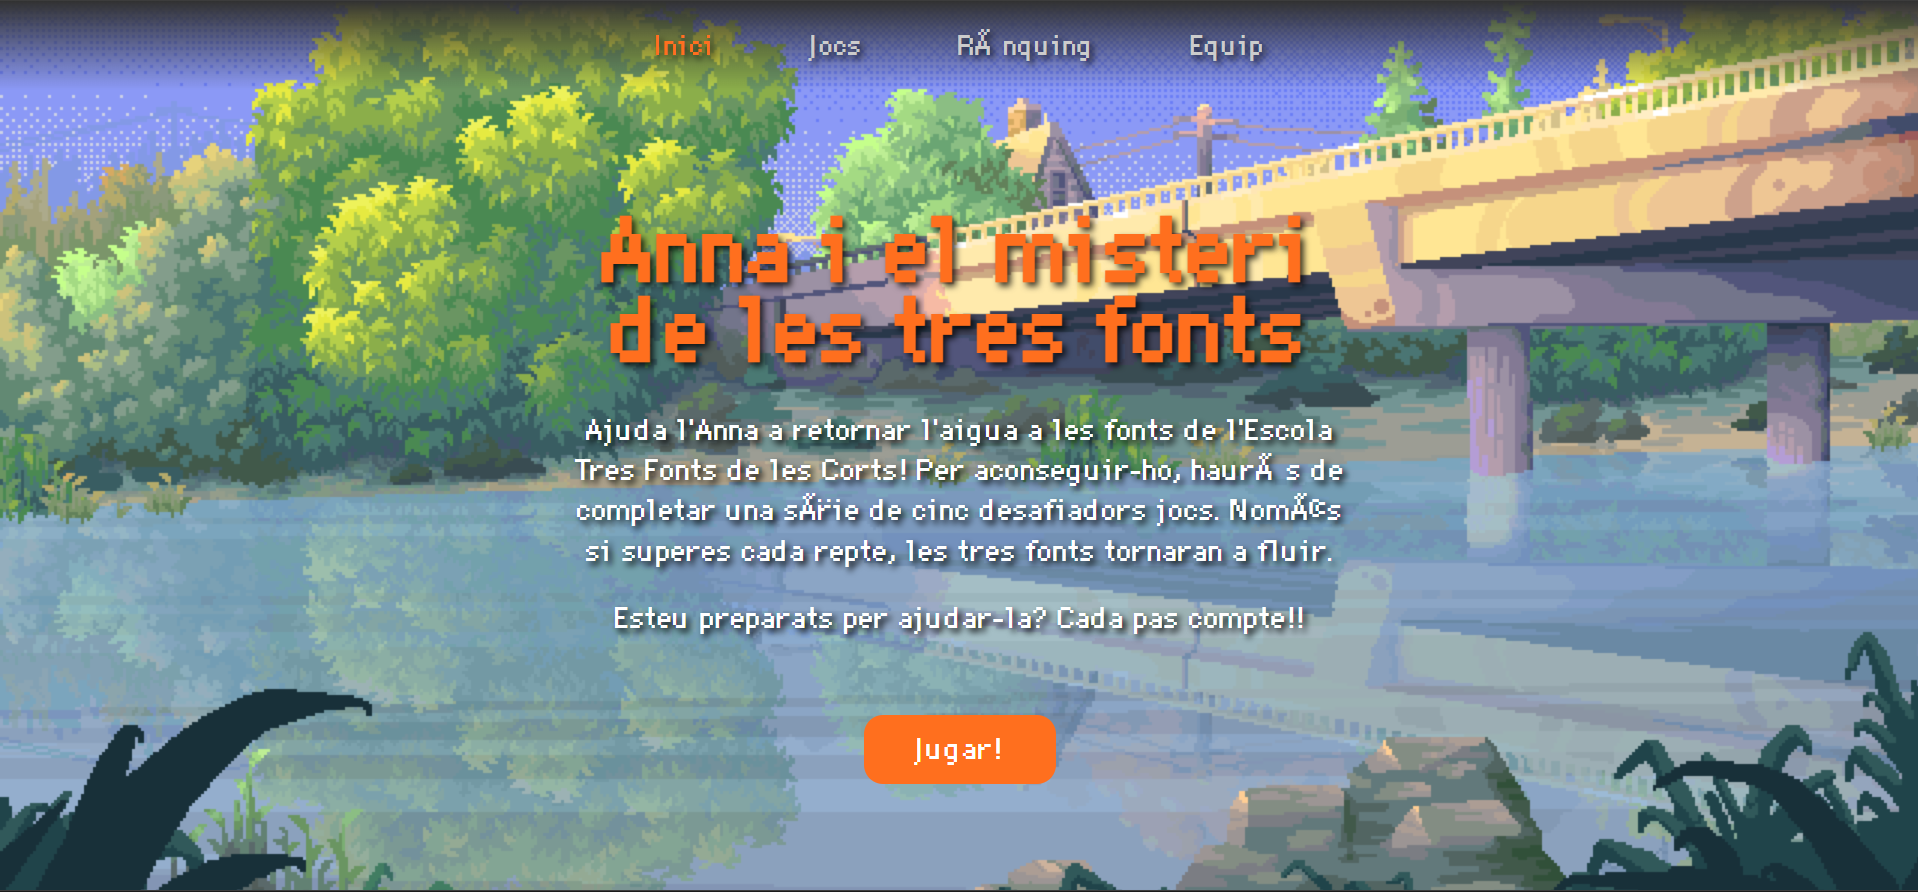 Inici Jocs RÃ nquing Equip
Anna i el misteri
de les tres fonts
Ajuda l'Anna a retornar l'aigua a les fonts de l'Escola
Tres Fonts de les Corts! Per aconseguir-ho, haurÃ s de
completar una sÃ¨rie de cinc desafiadors jocs. NomÃ©s
si superes cada repte, les tres fonts tornaran a fluir.
Esteu preparats per ajudar-la? Cada pas compte!!
Jugar!